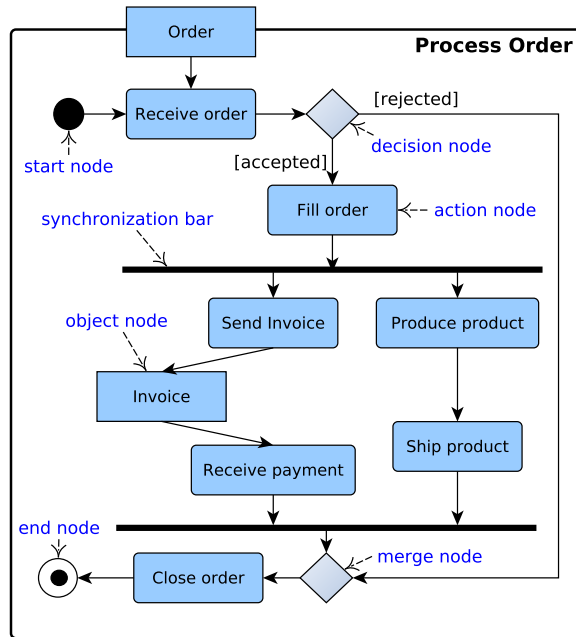 Order
Process Order
Receive order
[rejected]
decision node
start node
[accepted]
Fill order
action node
synchronization bar
Send Invoice
Produce product
object node
Invoice
Ship product
Receive payment
end node
merge node
Close order